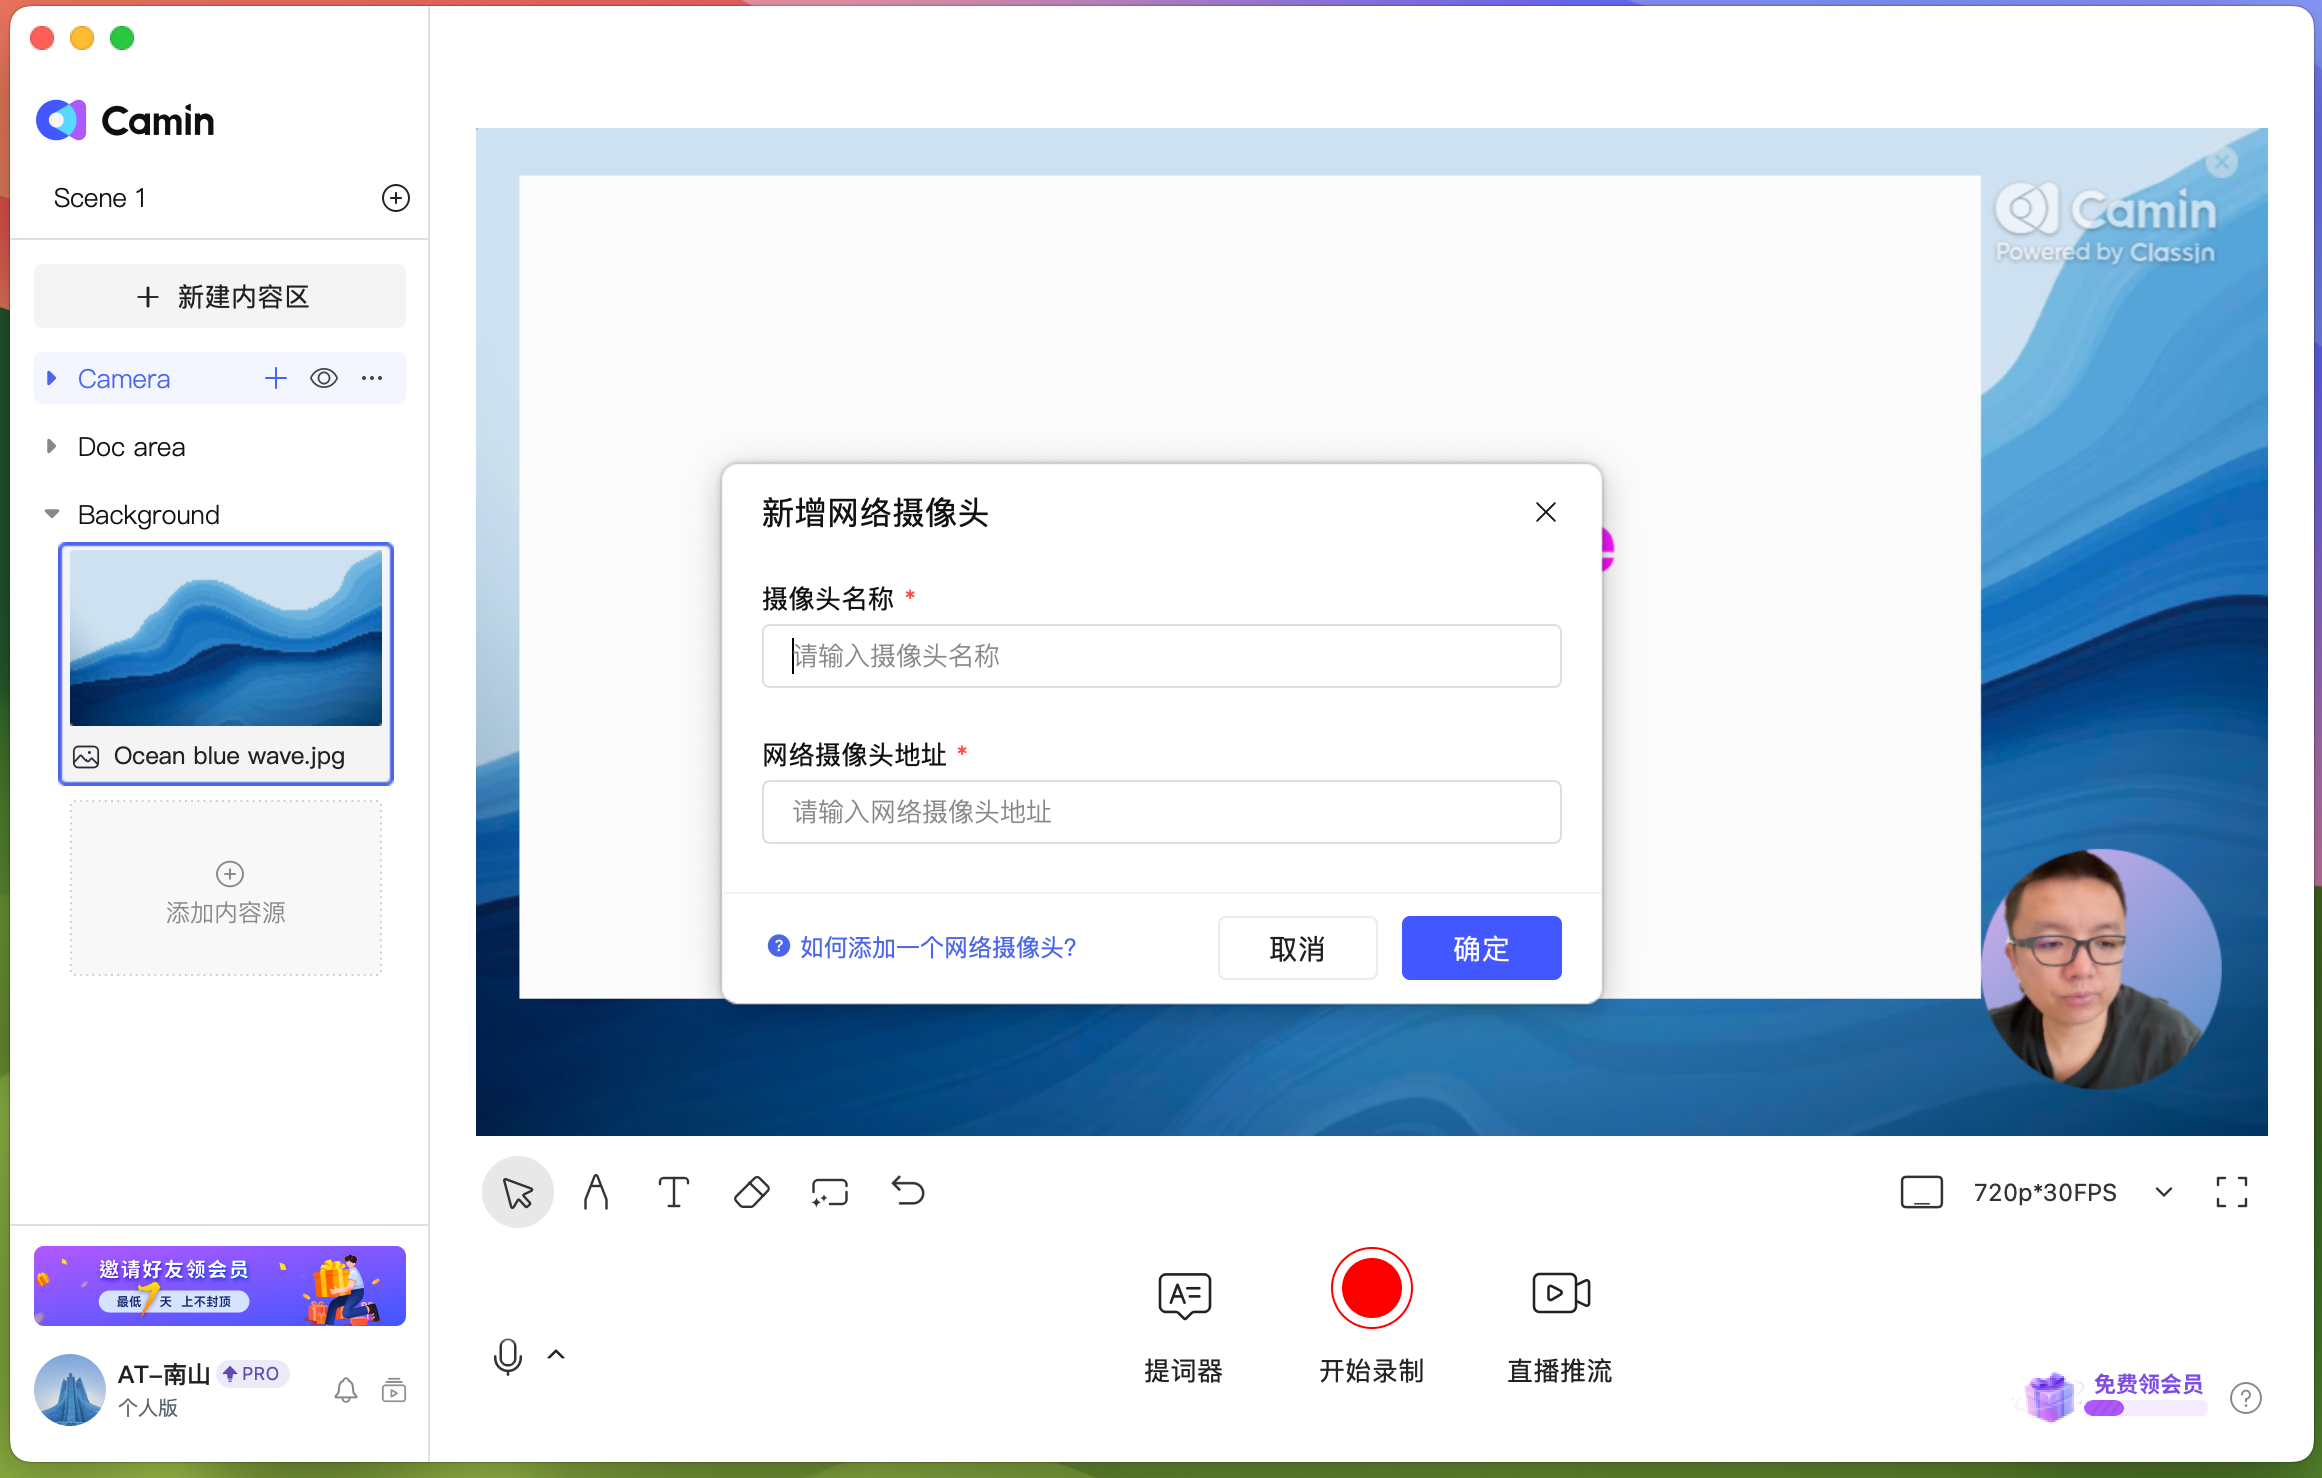 Camin
Scene 1
新建内容区
Camera
Doc area
Background
Ocean blue wave.jpg
添加内容源
邀请好友领会员
最低7天 上不封顶
AT-南山 PRO
个人版
Camin
Powered by ClassIn
新增网络摄像头
摄像头名称 *
请输入摄像头名称
网络摄像头地址 *
请输入网络摄像头地址
如何添加一个网络摄像头?
取消
确定
720p*30FPS
提词器
开始录制
直播推流
免费领会员